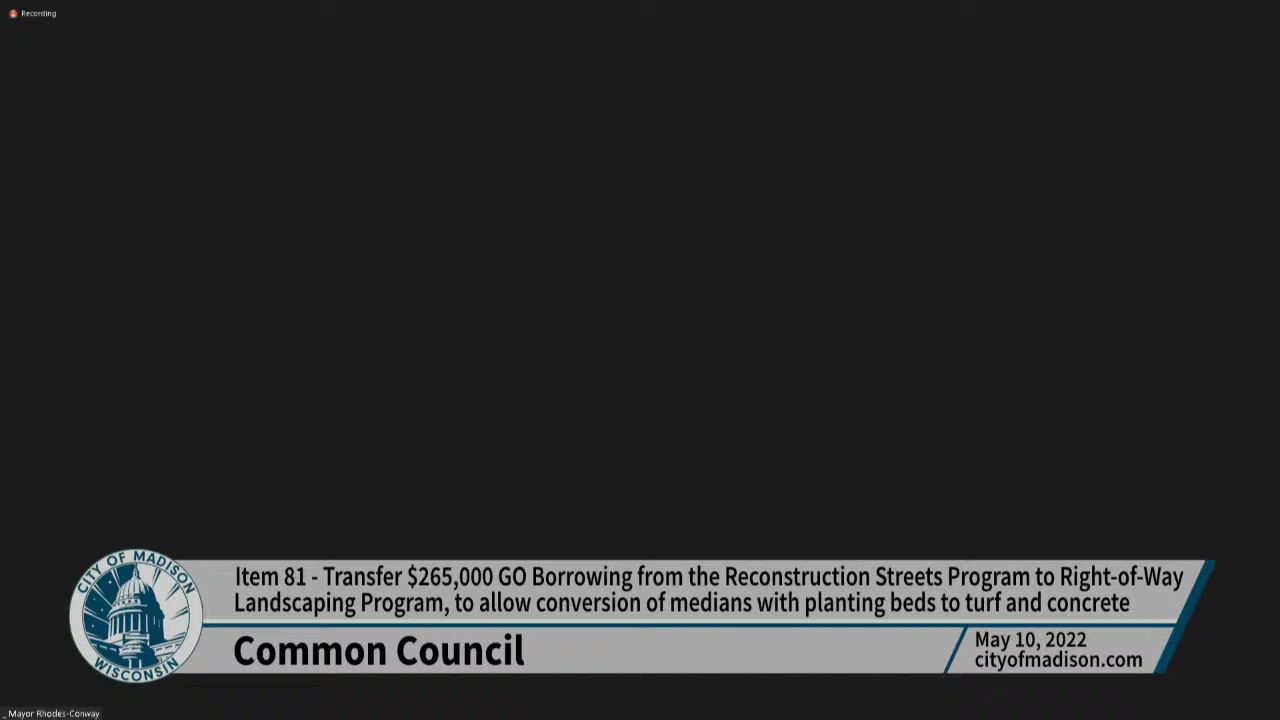 Recording
Item 81 - Transfer $265,000 GO Borrowing from the Reconstruction Streets Program to Right-of-Way
Landscaping Program, to allow conversion of medians with planting beds to turf and concrete
CITY OF MADISON
WISCONSIN
Common Council
May 10, 2022
cityofmadison.com
Mayor Rhodes-Conway